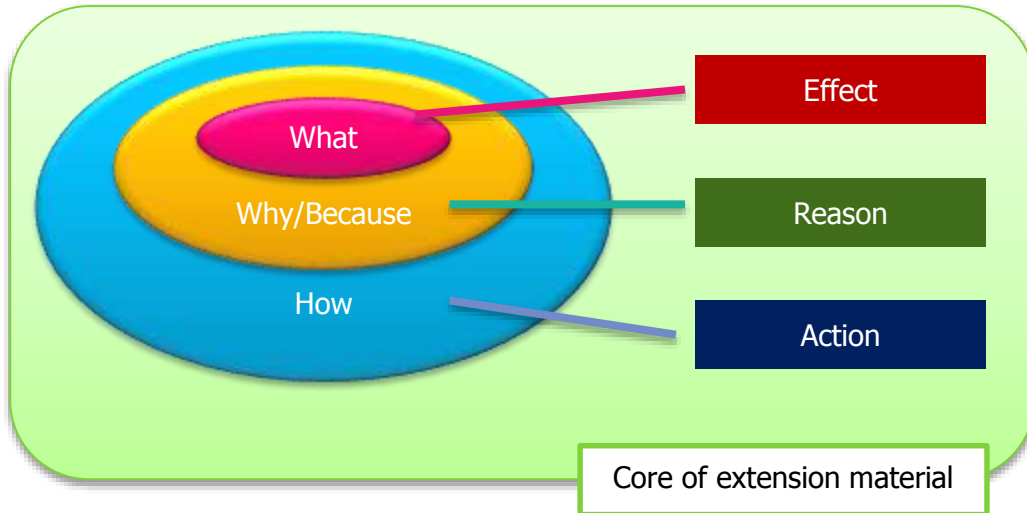 What
Why/Because
How
Effect
Reason
Action
Core of extension material